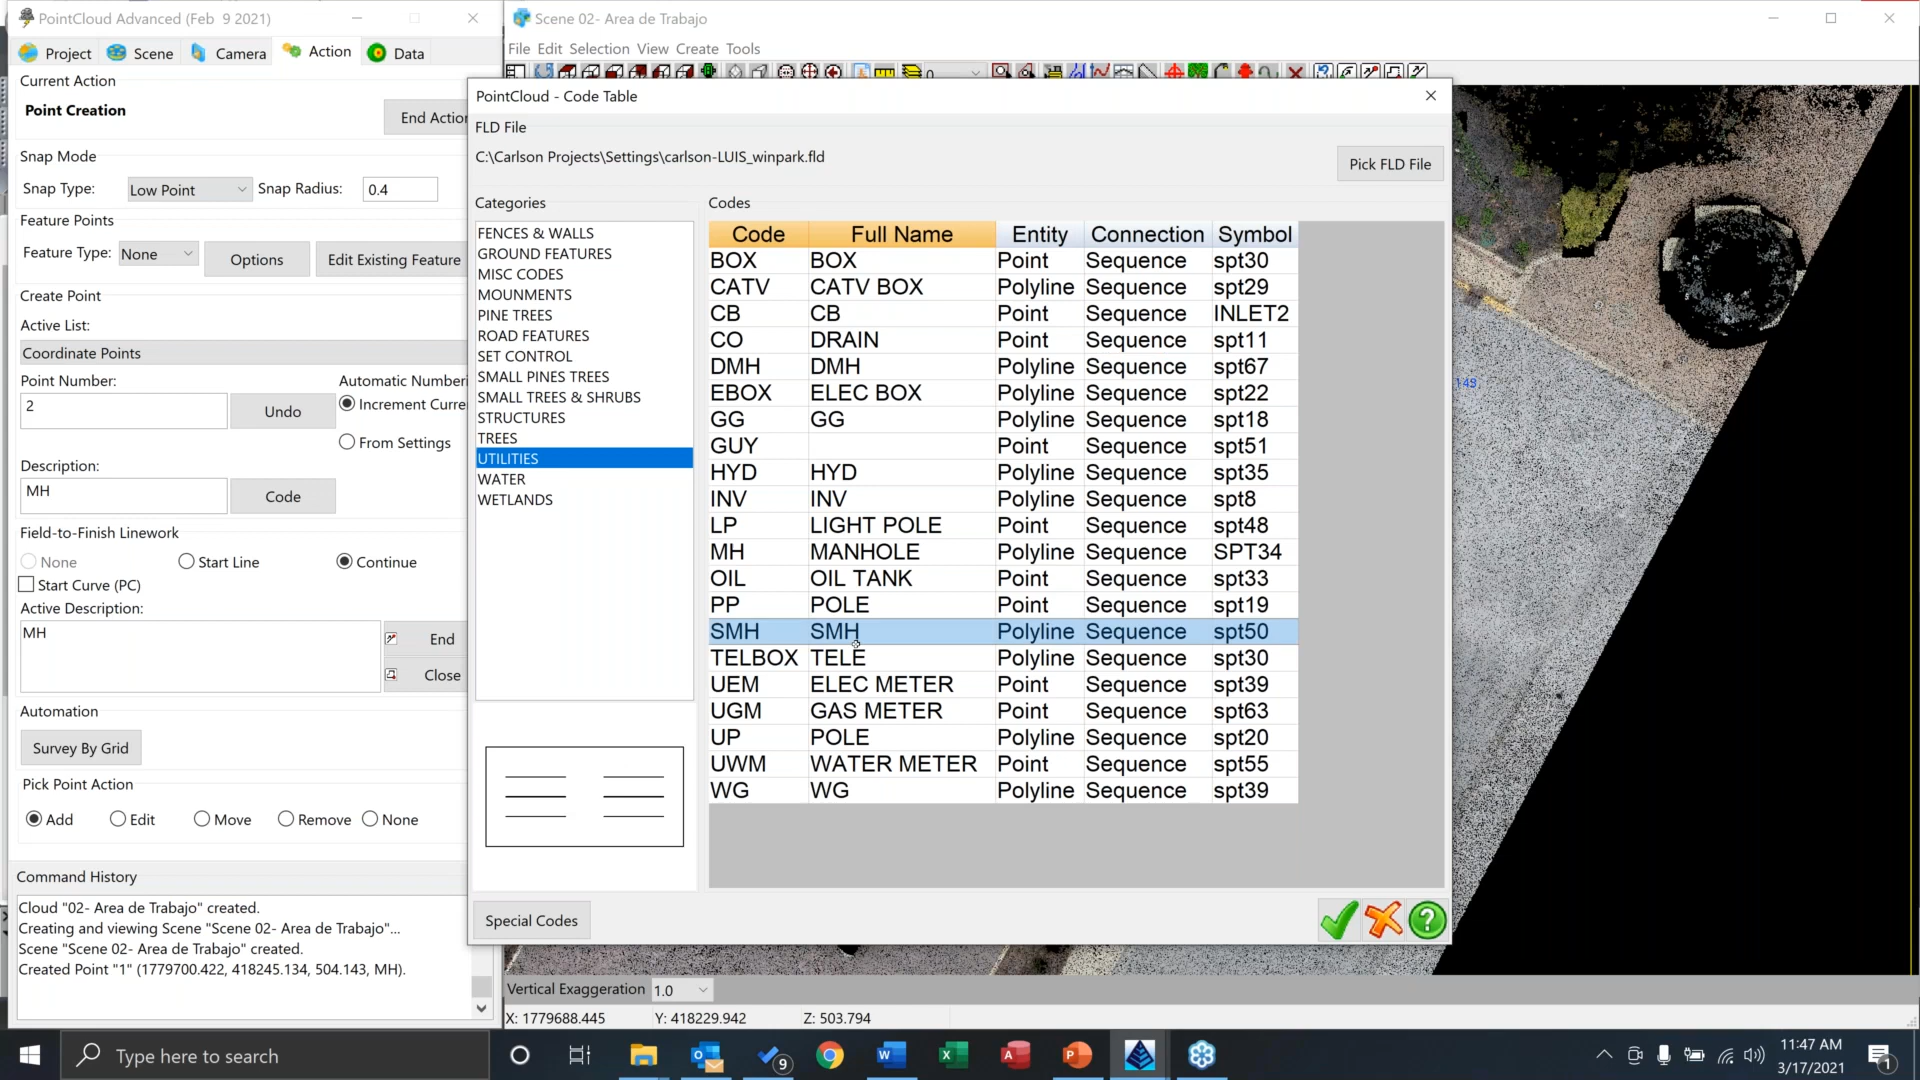 PointCloud Advanced (Feb  9 2021)
Project
Scene
Camera
Action
Data
Current Action
Point Creation
End Action
Snap Mode
Snap Type:
Low Point
Snap Radius:
0.4
Feature Points
Feature Type:
None
Options
Edit Existing Feature
Create Point
Active List:
Coordinate Points
Point Number:
2
Undo
Automatic Numberi
Increment Curre
From Settings
Description:
MH
Code
Field-to-Finish Linework
None
Start Line
Continue
Start Curve (PC)
Active Description:
MH
End
Close
Automation
Survey By Grid
Pick Point Action
Add
Edit
Move
Remove
None
Command History
Cloud "02- Area de Trabajo" created.
Creating and viewing Scene "Scene 02- Area de Trabajo"...
Scene "Scene 02- Area de Trabajo" created.
Created Point "1" (1779700.422, 418245.134, 504.143, MH).
Scene 02- Area de Trabajo
File Edit Selection View Create Tools
0
PointCloud - Code Table
FLD File
C:\Carlson Projects\Settings\carlson-LUIS_winpark.fld
Pick FLD File
Categories
FENCES & WALLS
GROUND FEATURES
MISC CODES
MOUNMENTS
PINE TREES
ROAD FEATURES
SET CONTROL
SMALL PINES TREES
SMALL TREES & SHRUBS
STRUCTURES
TREES
UTILITIES
WATER
WETLANDS
Codes
Code Full Name Entity Connection Symbol
BOX BOX Point Sequence spt30
CATV CATV BOX Polyline Sequence spt29
CB CB Point Sequence INLET2
CO DRAIN Point Sequence spt11
DMH DMH Polyline Sequence spt67
EBOX ELEC BOX Polyline Sequence spt22
GG GG Polyline Sequence spt18
GUY Point Sequence spt51
HYD HYD Polyline Sequence spt35
INV INV Polyline Sequence spt8
LP LIGHT POLE Point Sequence spt48
MH MANHOLE Polyline Sequence SPT34
OIL OIL TANK Point Sequence spt33
PP POLE Point Sequence spt19
SMH SMH Polyline Sequence spt50
TELBOX TELE Polyline Sequence spt30
UEM ELEC METER Point Sequence spt39
UGM GAS METER Point Sequence spt63
UP POLE Polyline Sequence spt20
UWM WATER METER Point Sequence spt55
WG WG Polyline Sequence spt39
Special Codes
149
Vertical Exaggeration 1.0
X: 1779688.445 Y: 418229.942 Z: 503.794
Type here to search
9
11:47 AM
3/17/2021
1